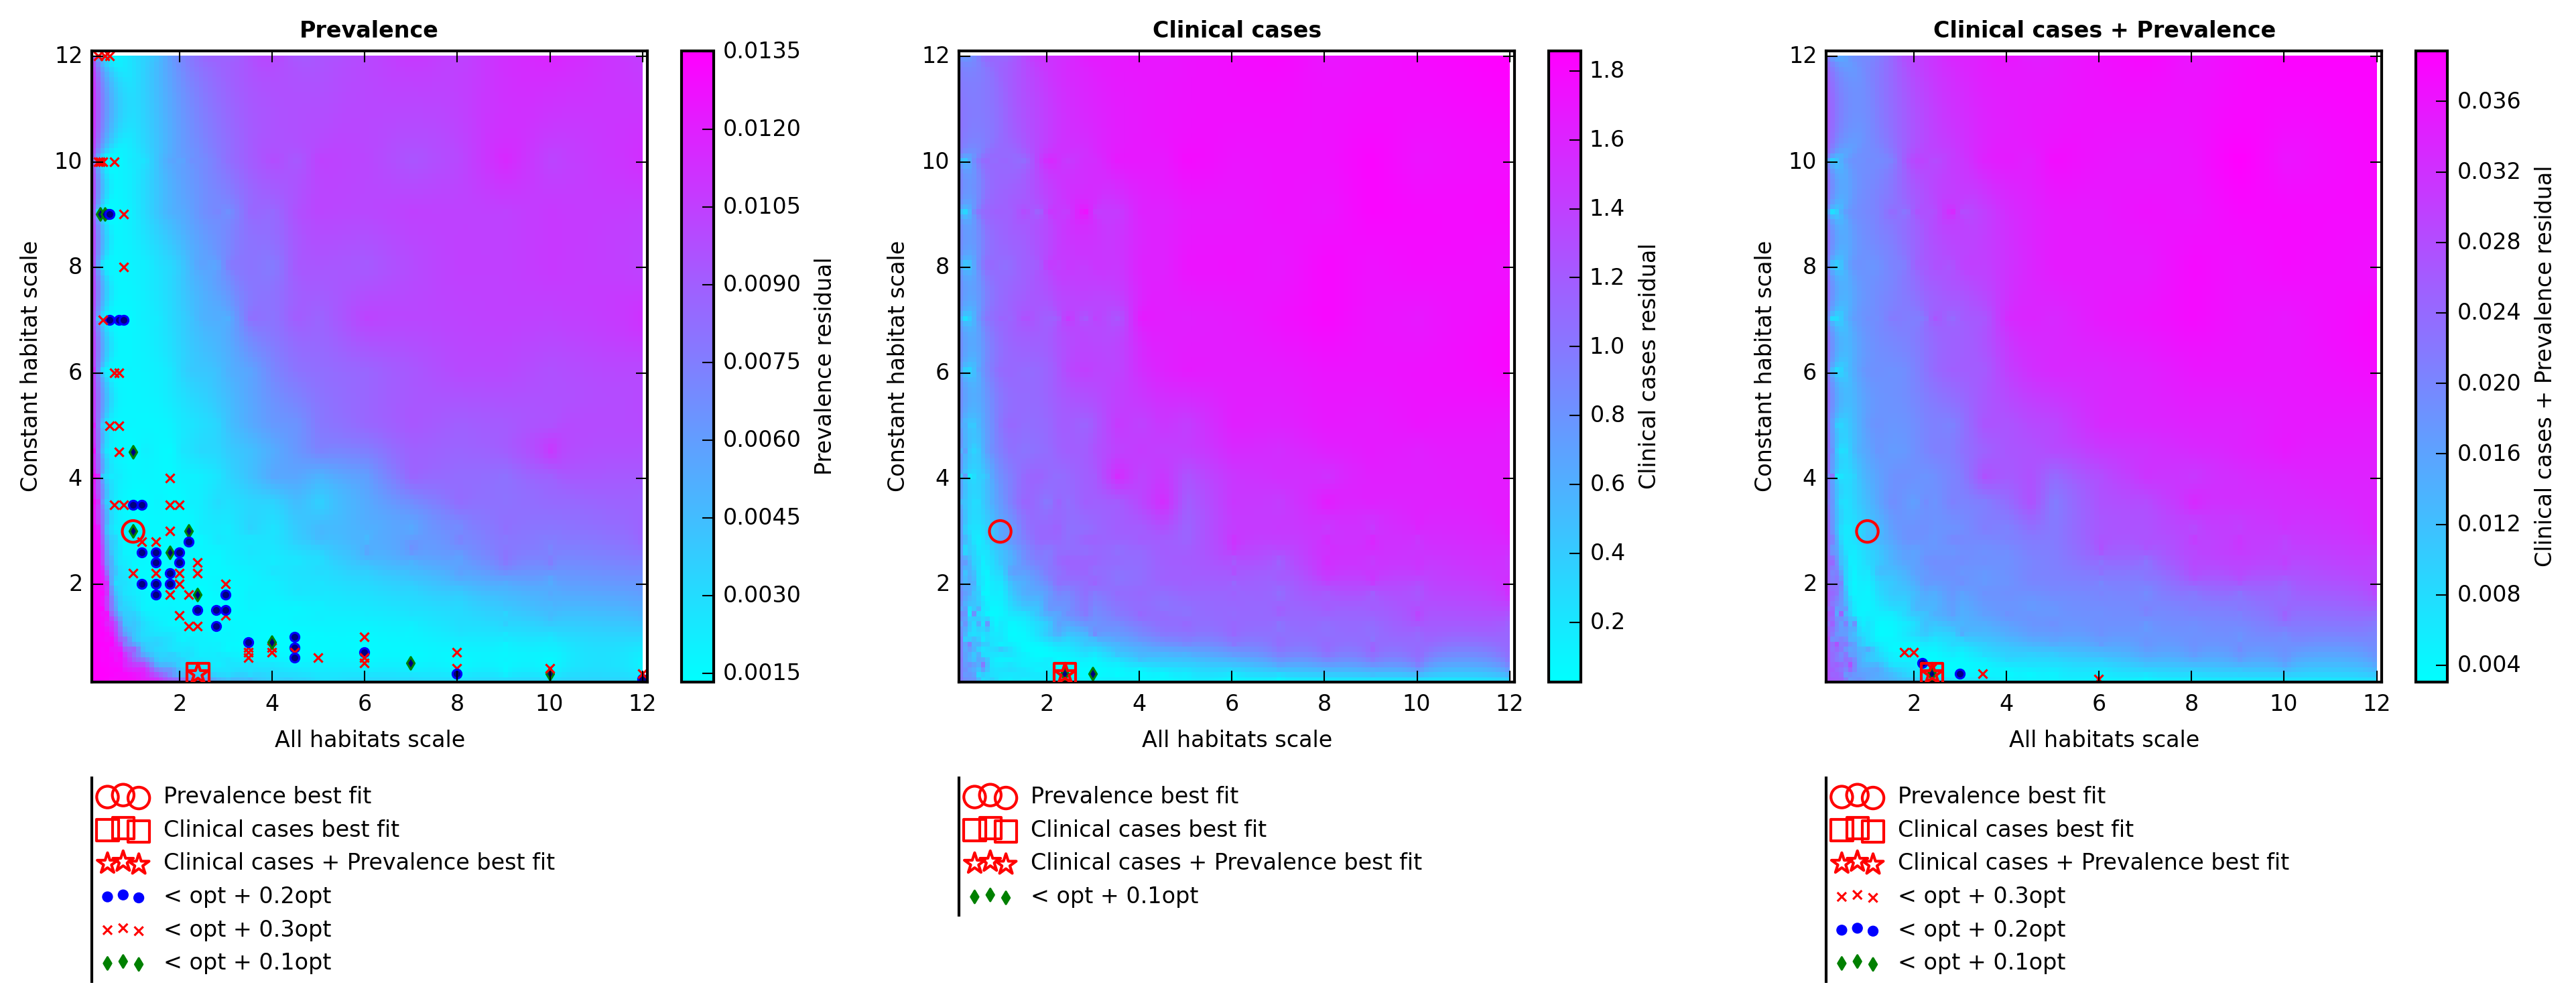 Prevalence
12
10
8
6
4
2
2 4 6 8 10 12
Constant habitat scale
All habitats scale
0.0135
0.0120
0.0105
0.0090
0.0075
0.0060
0.0045
0.0030
0.0015
Prevalence residual
Prevalence best fit
Clinical cases best fit
Clinical cases + Prevalence best fit
< opt + 0.2opt
< opt + 0.3opt
< opt + 0.1opt
Clinical cases
12
10
8
6
4
2
2 4 6 8 10 12
Constant habitat scale
All habitats scale
1.8
1.6
1.4
1.2
1.0
0.8
0.6
0.4
0.2
Clinical cases residual
Prevalence best fit
Clinical cases best fit
Clinical cases + Prevalence best fit
< opt + 0.1opt
Clinical cases + Prevalence
12
10
8
6
4
2
2 4 6 8 10 12
Constant habitat scale
All habitats scale
0.036
0.032
0.028
0.024
0.020
0.016
0.012
0.008
0.004
Clinical cases + Prevalence residual
Prevalence best fit
Clinical cases best fit
Clinical cases + Prevalence best fit
< opt + 0.3opt
< opt + 0.2opt
< opt + 0.1opt